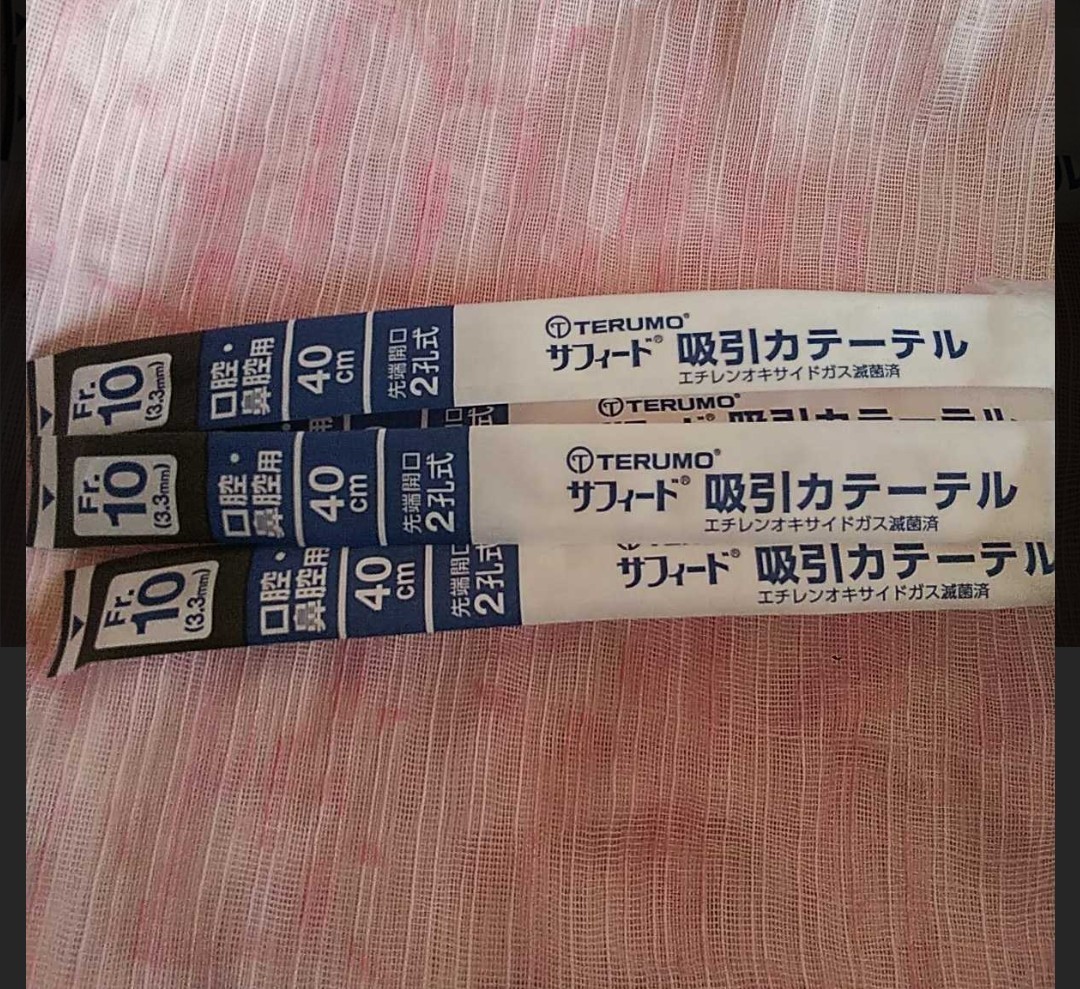 Fr.
10
(3.3mm)
口腔・
鼻腔用
40
cm
先端開口
2孔式
TERUMO®
サフィード®吸引カテーテル
エチレンオキサイドガス滅菌済
TERUMO®
Fr.
10
(3.3mm)
口腔・
鼻腔用
40
cm
先端開口
2孔式
TERUMO®
サフィード®吸引カテーテル
エチレンオキサイドガス滅菌済
Fr.
10
(3.3mm)
口腔・
鼻腔用
40
cm
先端開口
2孔式
サフィード®吸引カテーテル
エチレンオキサイドガス滅菌済